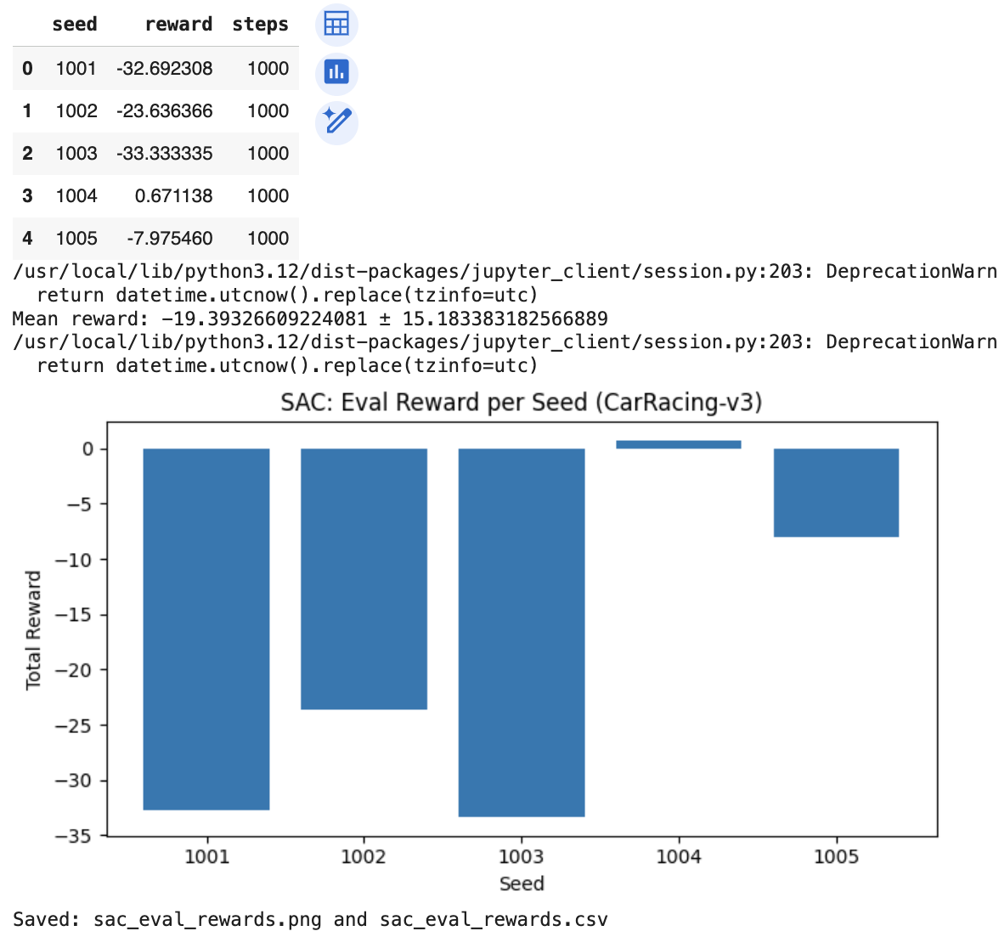 seed reward steps
0 1001 -32.692308 1000
1 1002 -23.636366 1000
2 1003 -33.333335 1000
3 1004 0.671138 1000
4 1005 -7.975460 1000
/usr/local/lib/python3.12/dist-packages/jupyter_client/session.py:203: DeprecationWarn
return datetime.utcnow().replace(tzinfo=utc)
Mean reward: -19.39326609224081 ± 15.183383182566889
/usr/local/lib/python3.12/dist-packages/jupyter_client/session.py:203: DeprecationWarn
return datetime.utcnow().replace(tzinfo=utc)
SAC: Eval Reward per Seed (CarRacing-v3)
Total Reward
0
−5
−10
−15
−20
−25
−30
−35
1001 1002 1003 1004 1005
Seed
Saved: sac_eval_rewards.png and sac_eval_rewards.csv